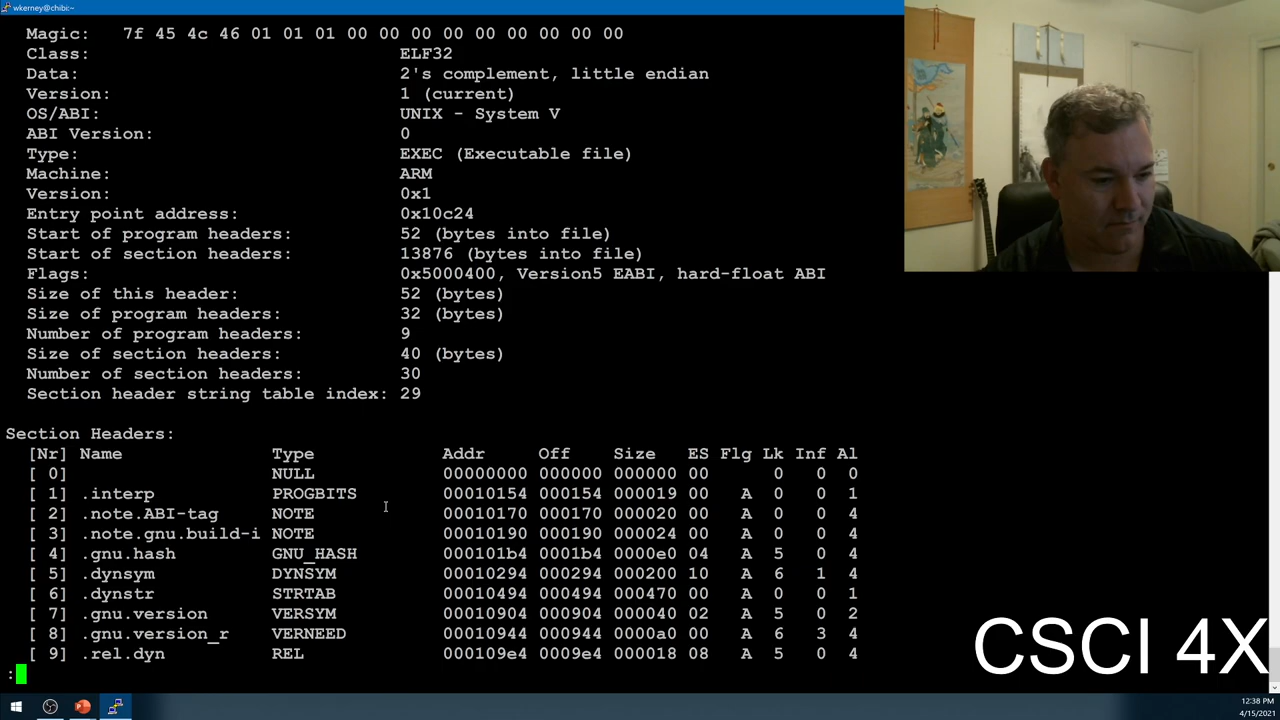 wkerney@chibi:~
Magic: 7f 45 4c 46 01 01 01 00 00 00 00 00 00 00 00 00
Class: ELF32
Data: 2's complement, little endian
Version: 1 (current)
OS/ABI: UNIX - System V
ABI Version: 0
Type: EXEC (Executable file)
Machine: ARM
Version: 0x1
Entry point address: 0x10c24
Start of program headers: 52 (bytes into file)
Start of section headers: 13876 (bytes into file)
Flags: 0x5000400, Version5 EABI, hard-float ABI
Size of this header: 52 (bytes)
Size of program headers: 32 (bytes)
Number of program headers: 9
Size of section headers: 40 (bytes)
Number of section headers: 30
Section header string table index: 29
Section Headers:
[Nr] Name Type Addr Off Size ES Flg Lk Inf Al
[ 0] NULL 00000000 000000 000000 00 0 0 0
[ 1] .interp PROGBITS 00010154 000154 000019 00 A 0 0 1
[ 2] .note.ABI-tag NOTE 00010170 000170 000020 00 A 0 0 4
[ 3] .note.gnu.build-i NOTE 00010190 000190 000024 00 A 0 0 4
[ 4] .gnu.hash GNU_HASH 000101b4 0001b4 0000e0 04 A 5 0 4
[ 5] .dynsym DYNSYM 00010294 000294 000200 10 A 6 1 4
[ 6] .dynstr STRTAB 00010494 000494 000470 00 A 0 0 1
[ 7] .gnu.version VERSYM 00010904 000904 000040 02 A 5 0 2
[ 8] .gnu.version_r VERNEED 00010944 000944 0000a0 00 A 6 3 4
[ 9] .rel.dyn REL 000109e4 0009e4 000018 08 A 5 0 4
:
CSCI 4X
12:38 PM
4/15/2021